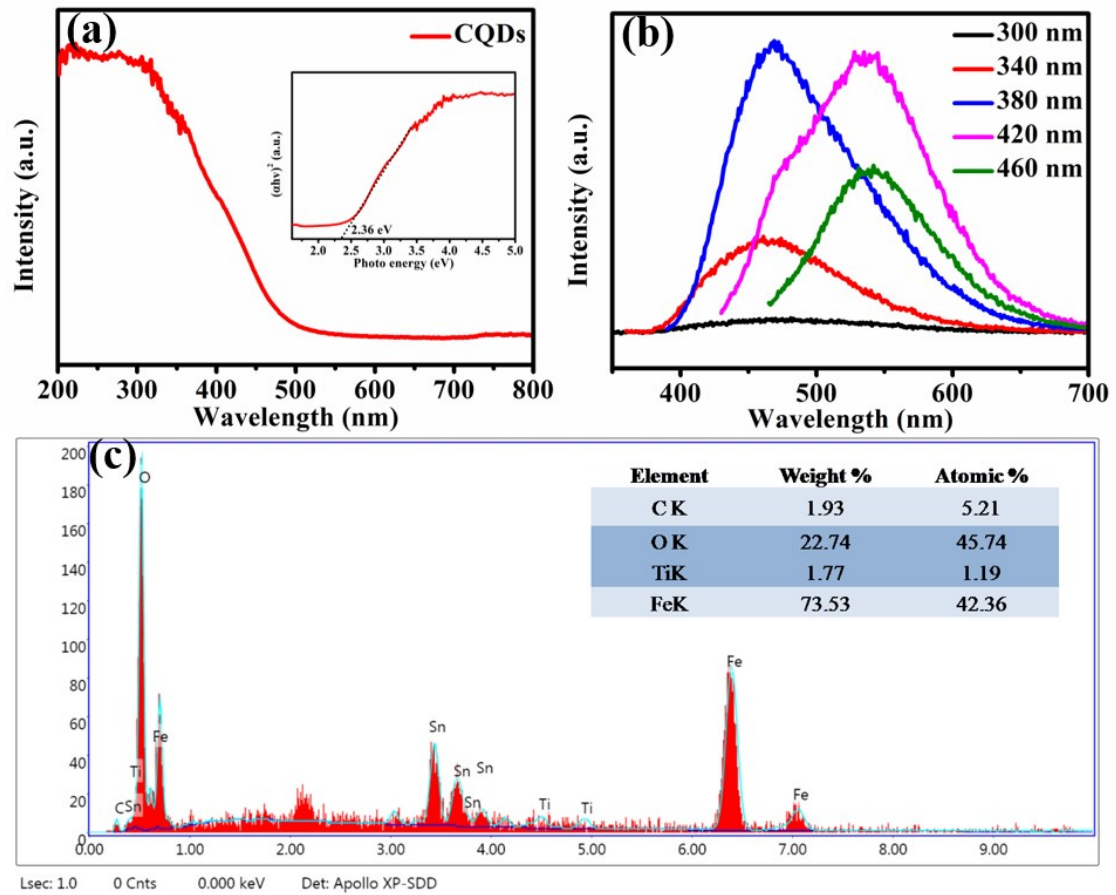 (a)
CQDs
(αhν)² (a.u.)
2.36 eV
2.0 2.5 3.0 3.5 4.0 4.5 5.0
Photo energy (eV)
Intensity (a.u.)
200 300 400 500 600 700 800
Wavelength (nm)
(b)
300 nm
340 nm
380 nm
420 nm
460 nm
Intensity (a.u.)
400 500 600 700
Wavelength (nm)
(c)
200
180
160
140
120
100
80
60
40
20
0
O
Fe
Ti
C Sn
Sn
Sn
Sn
Sn
Ti
Ti
Fe
Fe
Element Weight % Atomic %
C K 1.93 5.21
O K 22.74 45.74
TiK 1.77 1.19
FeK 73.53 42.36
0.00 1.00 2.00 3.00 4.00 5.00 6.00 7.00 8.00 9.00
Lsec: 1.0 0 Cnts 0.000 keV Det: Apollo XP-SDD